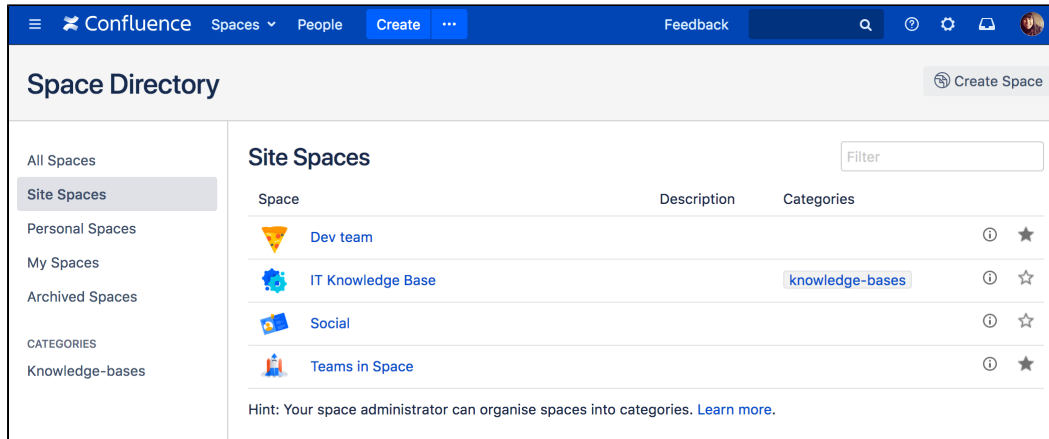 Confluence Spaces People Create ··· Feedback
Space Directory
Create Space
All Spaces
Site Spaces
Personal Spaces
My Spaces
Archived Spaces
CATEGORIES
Knowledge-bases
Site Spaces
Filter
Space Description Categories
Dev team
IT Knowledge Base knowledge-bases
Social
Teams in Space
Hint: Your space administrator can organise spaces into categories. Learn more.